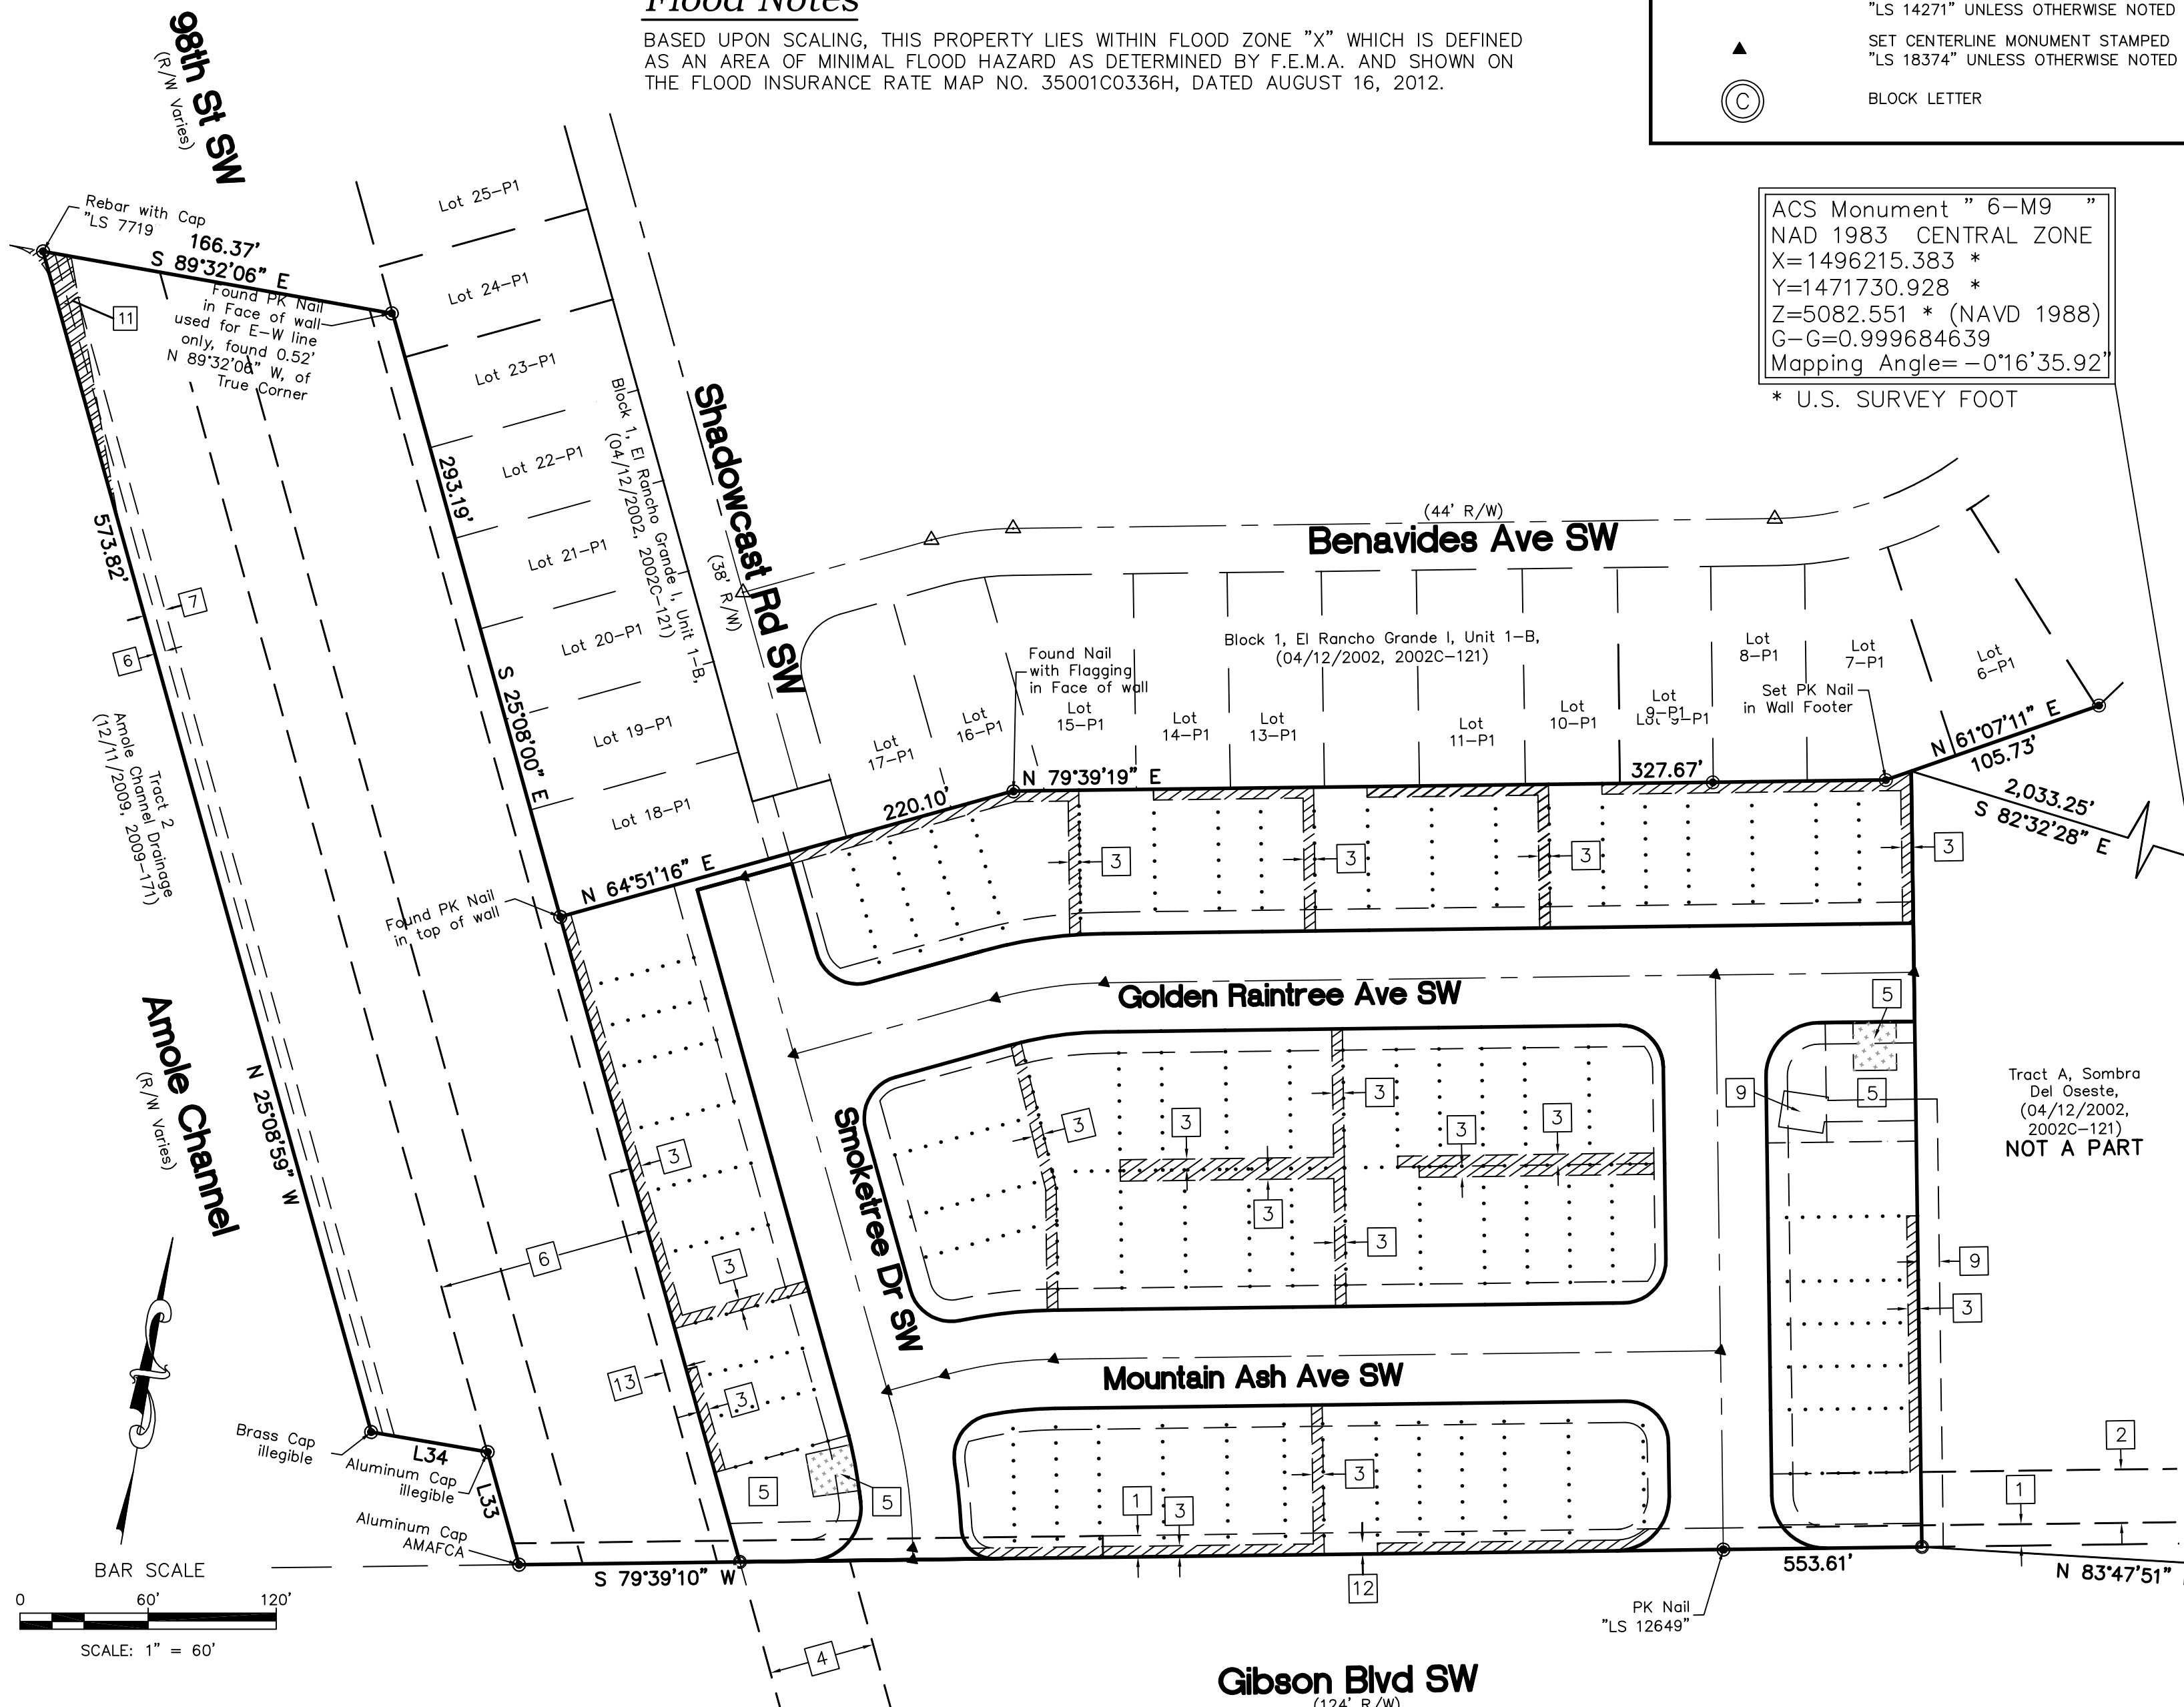 Flood Notes
BASED UPON SCALING, THIS PROPERTY LIES WITHIN FLOOD ZONE "X" WHICH IS DEFINED
AS AN AREA OF MINIMAL FLOOD HAZARD AS DETERMINED BY F.E.M.A. AND SHOWN ON
THE FLOOD INSURANCE RATE MAP NO. 35001C0336H, DATED AUGUST 16, 2012.
"LS 14271" UNLESS OTHERWISE NOTED
SET CENTERLINE MONUMENT STAMPED
"LS 18374" UNLESS OTHERWISE NOTED
C
BLOCK LETTER
ACS Monument " 6-M9 "
NAD 1983 CENTRAL ZONE
X=1496215.383 *
Y=1471730.928 *
Z=5082.551 * (NAVD 1988)
G-G=0.999684639
Mapping Angle= -0°16'35.92"
* U.S. SURVEY FOOT
98th St SW
(R/W Varies)
Rebar with Cap
"LS 7719
166.37'
S 89°32'06" E
Found PK Nail
in Face of wall
used for E-W line
only, found 0.52'
N 89°32'06" W, of
True Corner
11
Lot 25-P1
Lot 24-P1
Lot 23-P1
Lot 22-P1
Lot 21-P1
Lot 20-P1
Lot 19-P1
Lot 18-P1
293.19'
S 25°08'00" E
Block 1, El Rancho Grande I, Unit 1-B,
(04/12/2002, 2002C-121)
Shadowcast Rd SW
(38' R/W)
573.82'
7
6
Tract 2
Amole Channel Drainage
(12/11/2009, 2009-171)
(44' R/W)
Benavides Ave SW
Block 1, El Rancho Grande I, Unit 1-B,
(04/12/2002, 2002C-121)
Found Nail
with Flagging
in Face of wall
Lot
17-P1
Lot
16-P1
Lot
15-P1
Lot
14-P1
Lot
13-P1
Lot
11-P1
Lot
10-P1
Lot
9-P1
Lot 9-P1
Lot
8-P1
Lot
7-P1
Lot
6-P1
Set PK Nail
in Wall Footer
N 61°07'11" E
105.73'
2,033.25'
S 82°32'28" E
N 79°39'19" E
327.67'
220.10'
N 64°51'16" E
Found PK Nail
in top of wall
3
3
3
3
Golden Raintree Ave SW
5
9
5
Tract A, Sombra
Del Oseste,
(04/12/2002,
2002C-121)
NOT A PART
Amole Channel
(R/W Varies)
N 25°08'59" W
Smoketree Dr SW
3
3
3
3
3
3
3
3
3
6
3
13
3
9
3
Mountain Ash Ave SW
Brass Cap
illegible
L34
Aluminum Cap
illegible
L33
Aluminum Cap
AMAFCA
5
5
1
3
3
2
1
12
S 79°39'10" W
553.61'
N 83°47'51"
PK Nail
"LS 12649"
4
BAR SCALE
0 60' 120'
SCALE: 1" = 60'
Gibson Blvd SW
(124' R/W)